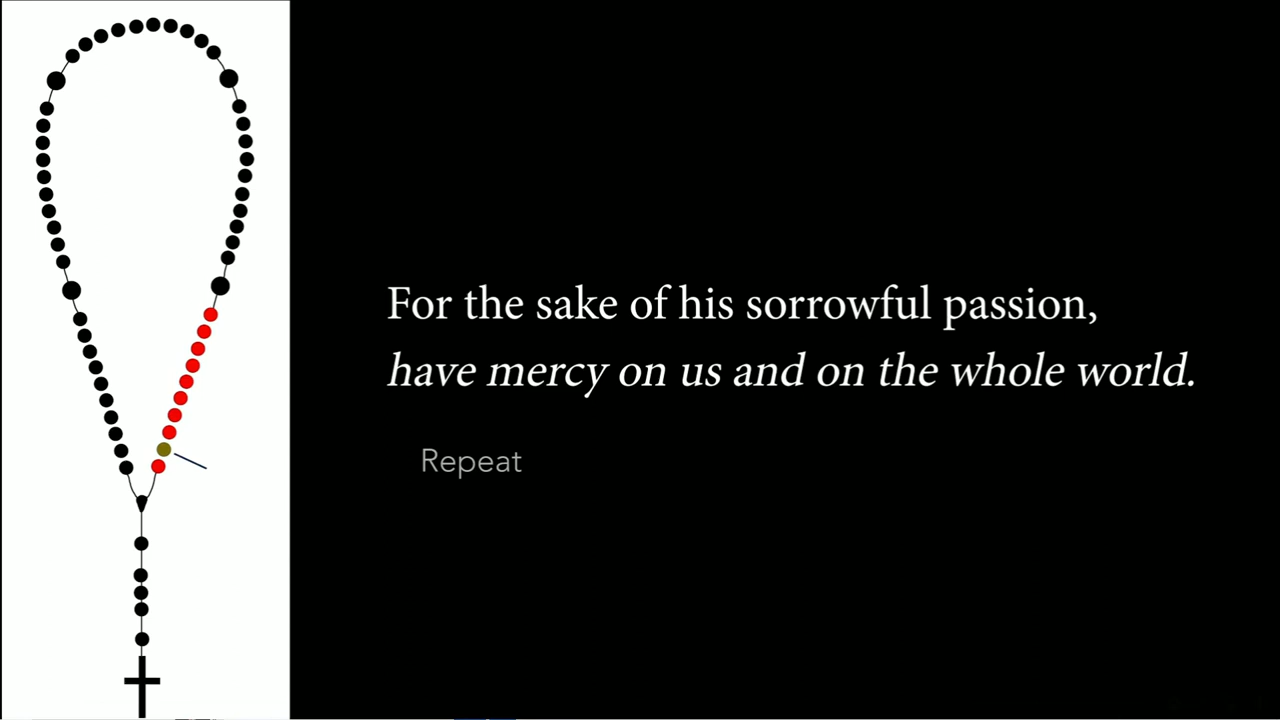 For the sake of his sorrowful passion,
have mercy on us and on the whole world.
Repeat